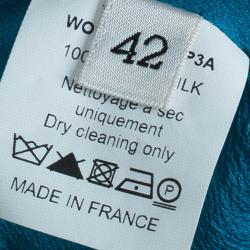 WO P3A
42
100 ILK
Nettoyage a sec
uniquement
Dry cleaning only
P
MADE IN FRANCE